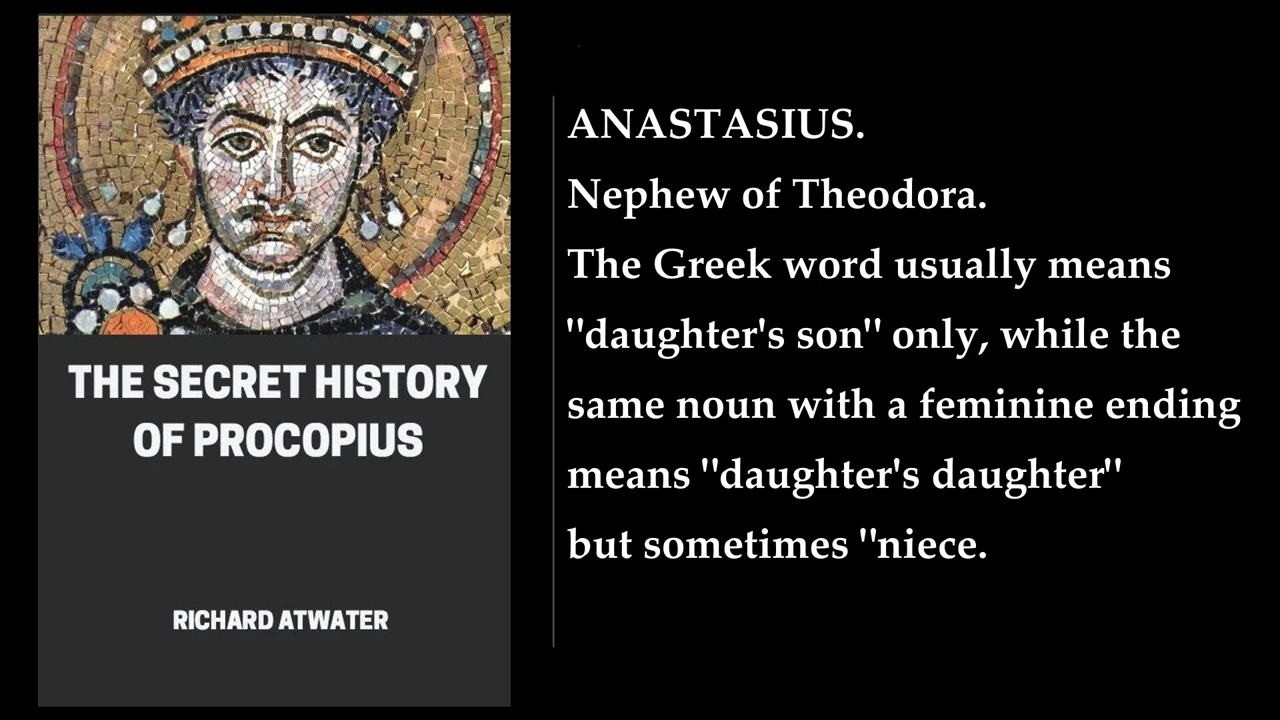 THE SECRET HISTORY
OF PROCOPIUS
RICHARD ATWATER
ANASTASIUS.
Nephew of Theodora.
The Greek word usually means
"daughter's son" only, while the
same noun with a feminine ending
means "daughter's daughter"
but sometimes "niece.